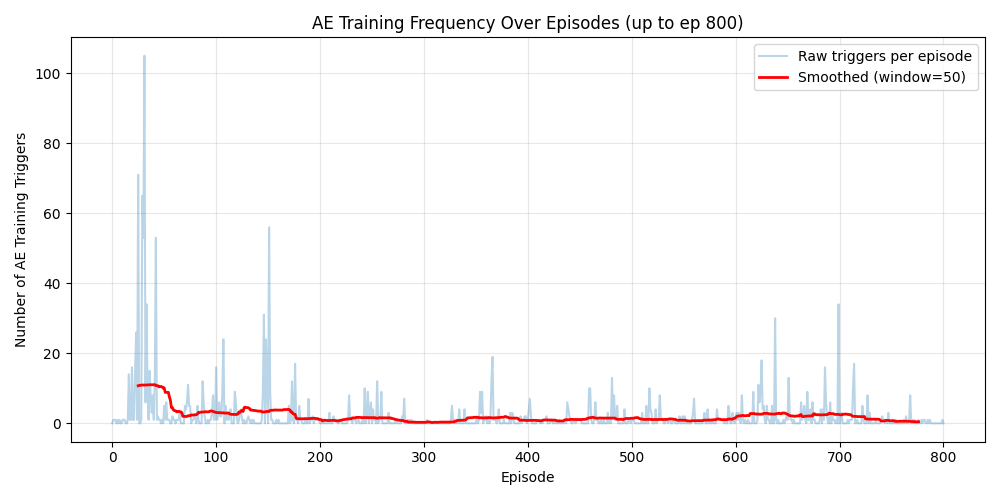 AE Training Frequency Over Episodes (up to ep 800)
Raw triggers per episode
Smoothed (window=50)
Number of AE Training Triggers
100
80
60
40
20
0
0 100 200 300 400 500 600 700 800
Episode